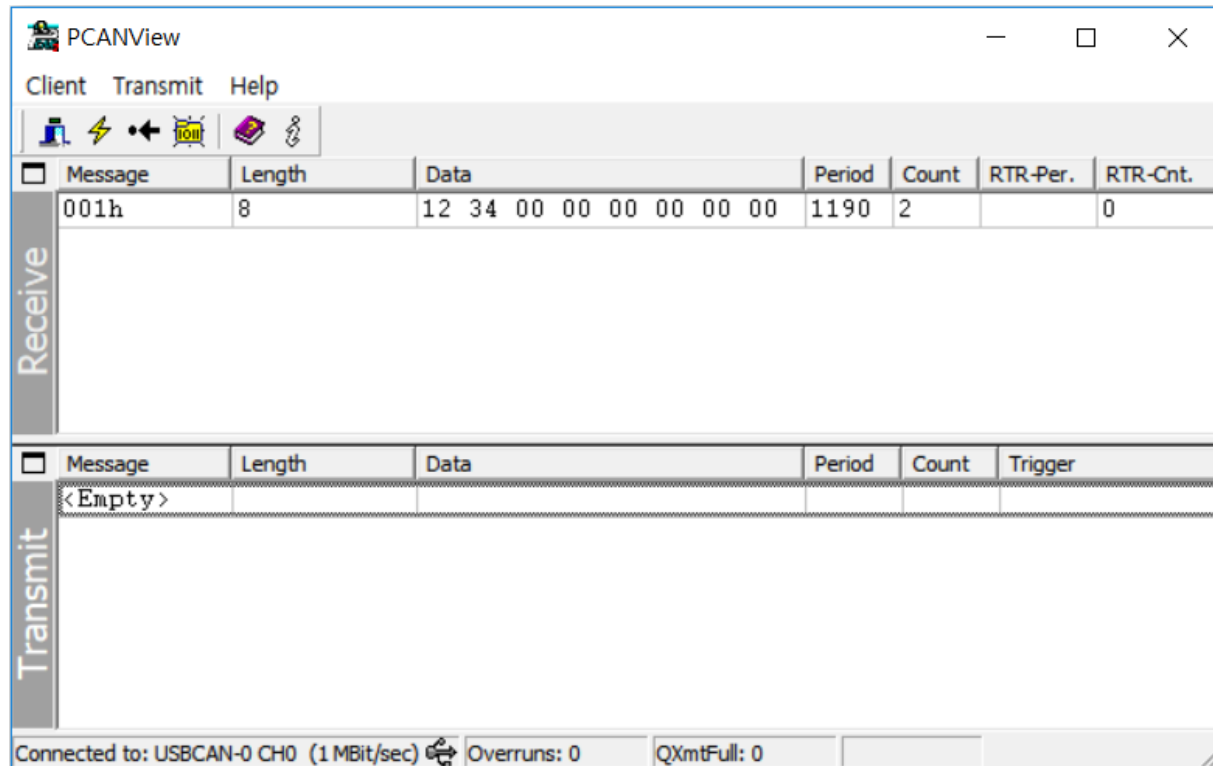 PCANView
Client Transmit Help
Message Length Data Period Count RTR-Per. RTR-Cnt.
001h 8 12 34 00 00 00 00 00 00 1190 2 0
Receive
Message Length Data Period Count Trigger
<Empty>
Transmit
Connected to: USBCAN-0 CH0 (1 MBit/sec) Overruns: 0 QXmtFull: 0